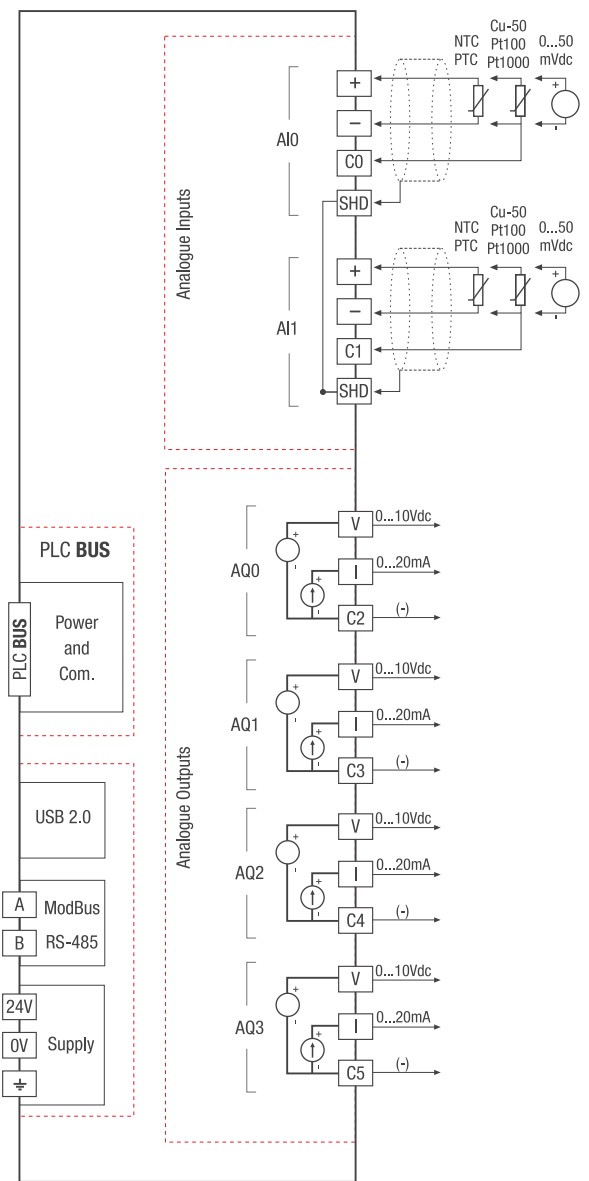 Cu-50
NTC Pt100 0...50
PTC Pt1000 mVdc
+
+
-
−
AI0
C0
SHD
Analogue Inputs
Cu-50
NTC Pt100 0...50
PTC Pt1000 mVdc
+
+
-
−
AI1
C1
SHD
Analogue Outputs
V 0...10Vdc
+
-
AQ0
I 0...20mA
+
-
C2 (-)
V 0...10Vdc
+
-
AQ1
I 0...20mA
+
-
C3 (-)
V 0...10Vdc
+
-
AQ2
I 0...20mA
+
-
C4 (-)
V 0...10Vdc
+
-
AQ3
I 0...20mA
+
-
C5 (-)
PLC BUS
PLC BUS
Power
and
Com.
USB 2.0
A ModBus
B RS-485
24V
0V Supply